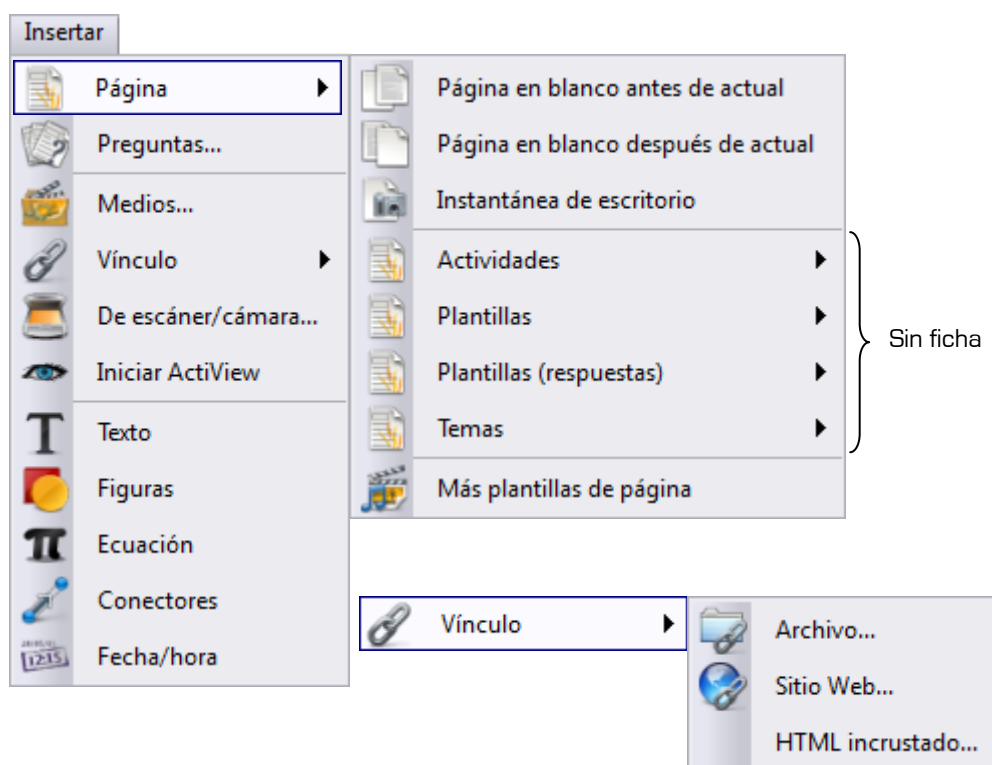 Insertar
Página
Preguntas...
Medios...
Vínculo
De escáner/cámara...
Iniciar ActiView
Texto
Figuras
Ecuación
Conectores
12:15
Fecha/hora
Página en blanco antes de actual
Página en blanco después de actual
Instantánea de escritorio
Actividades
Plantillas
Plantillas (respuestas)
Temas
Más plantillas de página
Sin ficha
Vínculo
Archivo...
Sitio Web...
HTML incrustado...